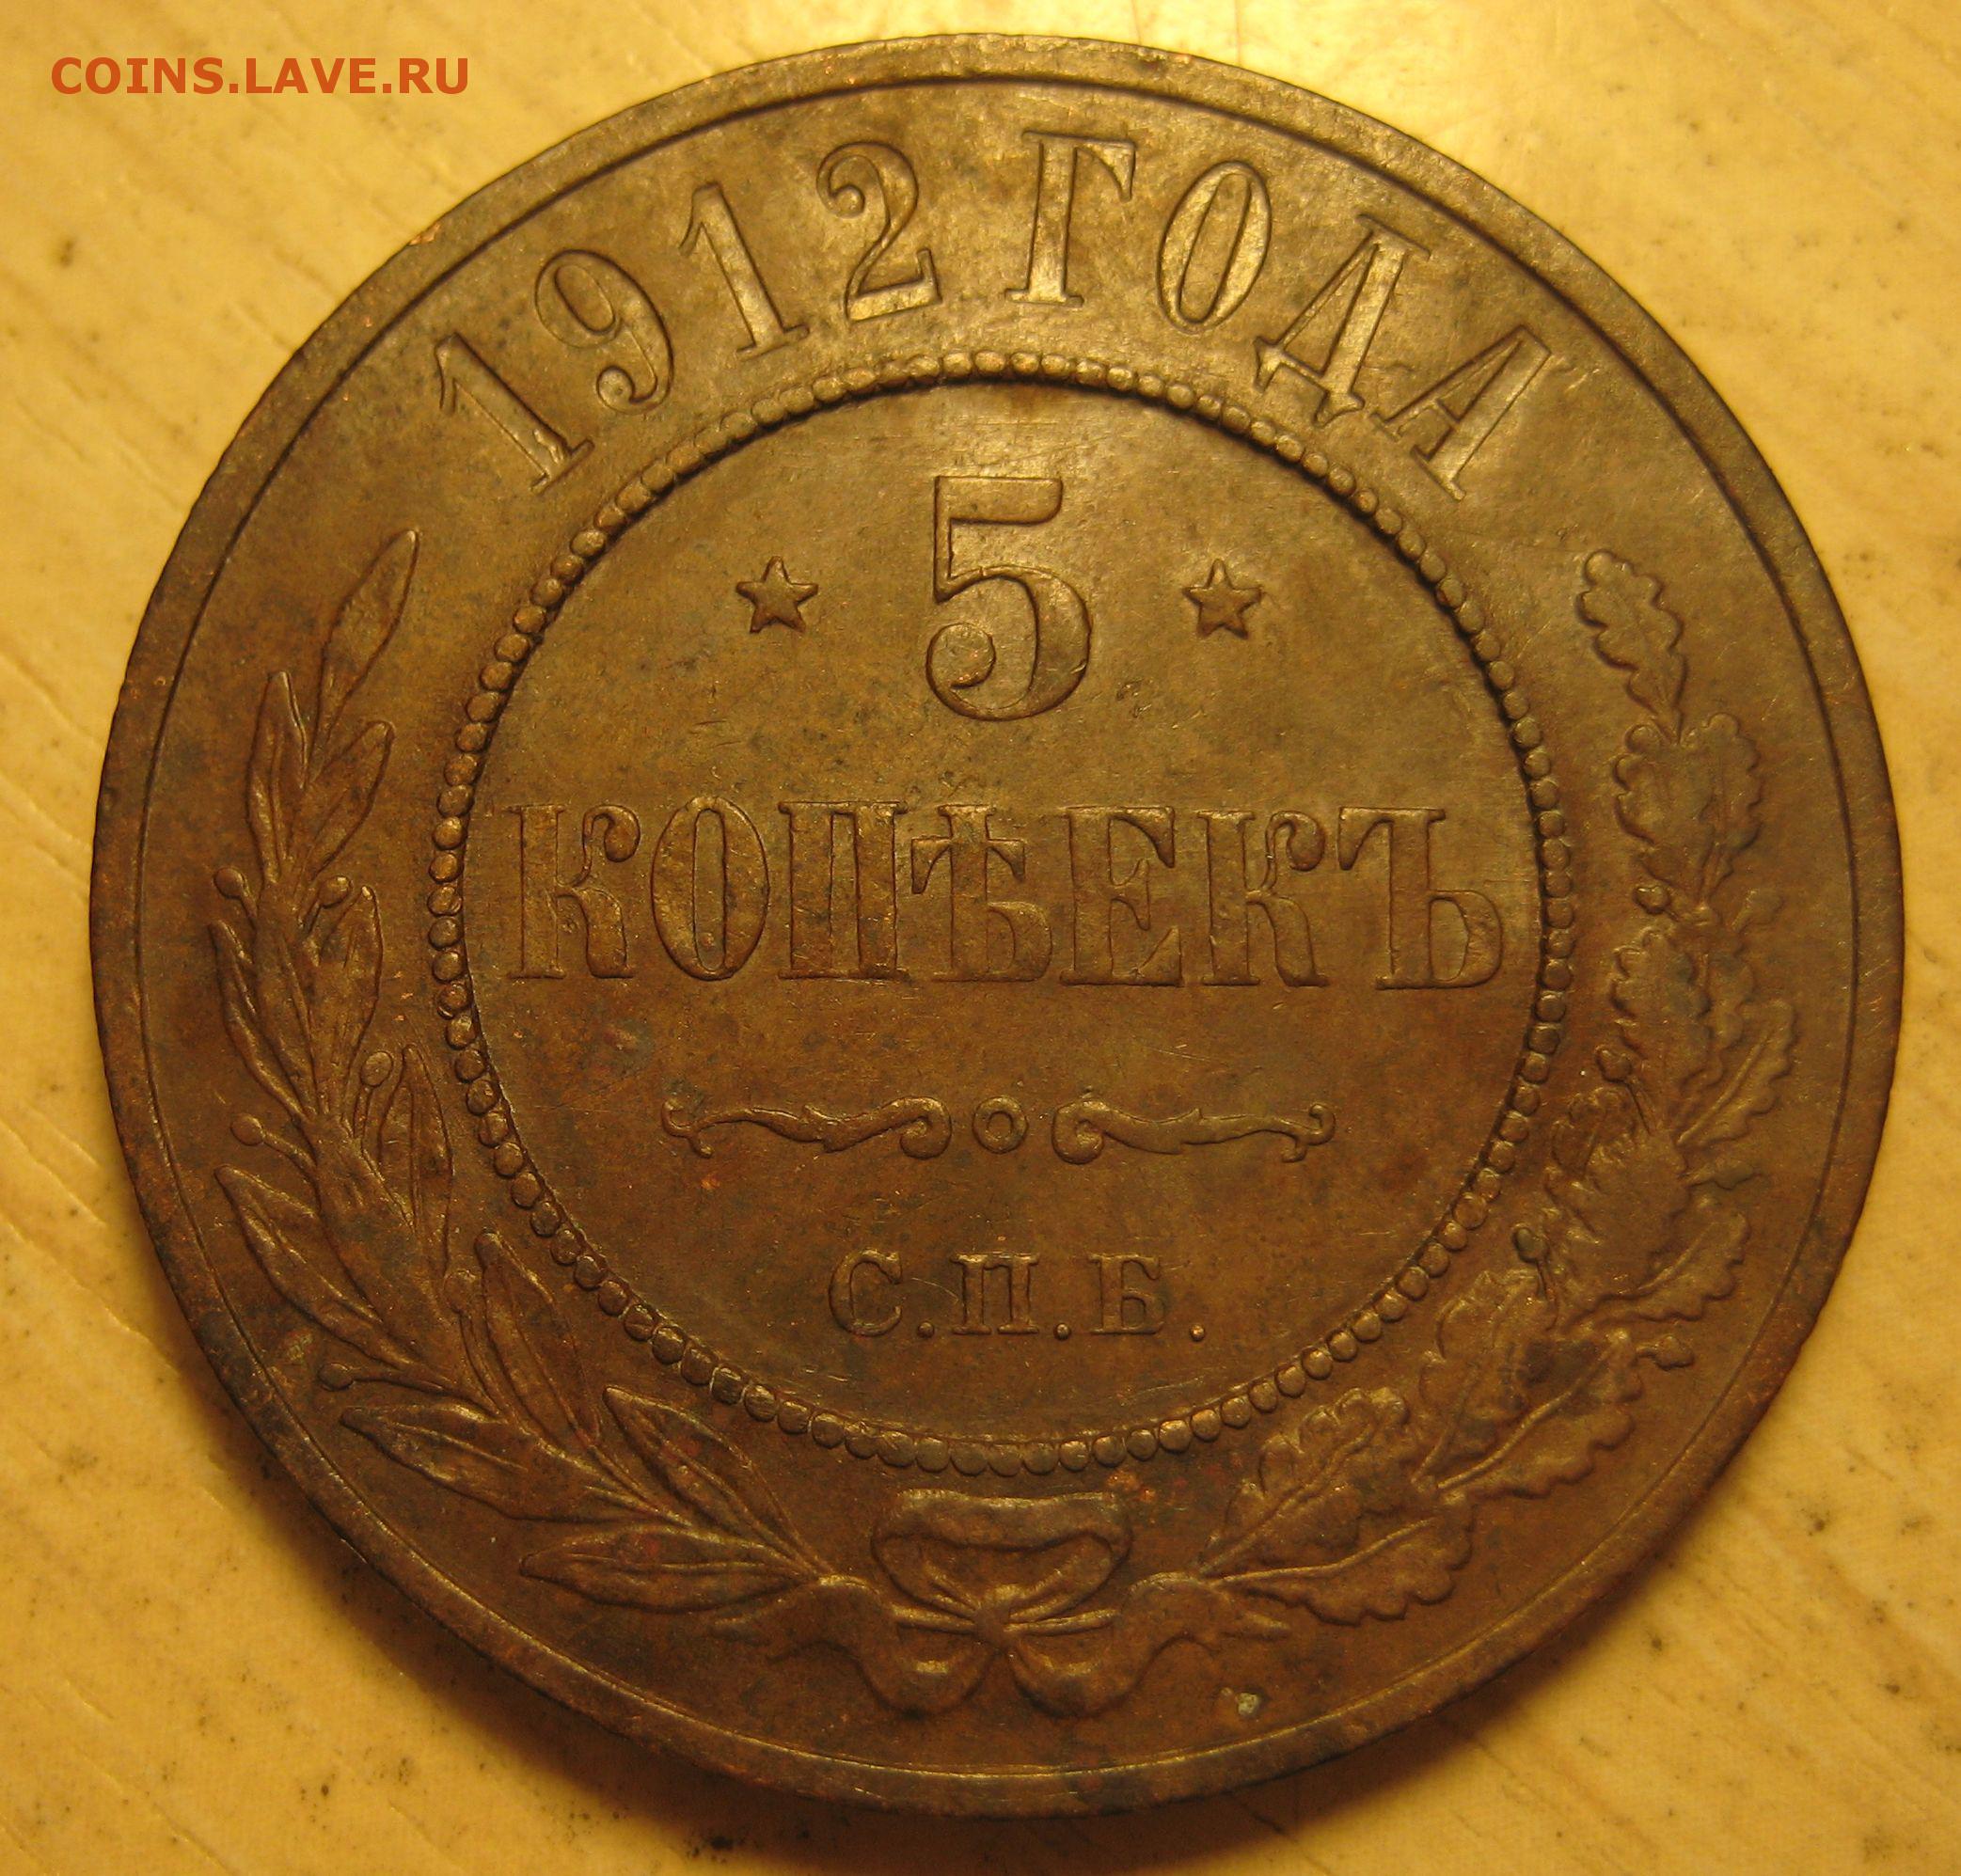 COINS.LAVE.RU
1912 ГОДА
5
КОПѢЕКЪ
С.П.Б.